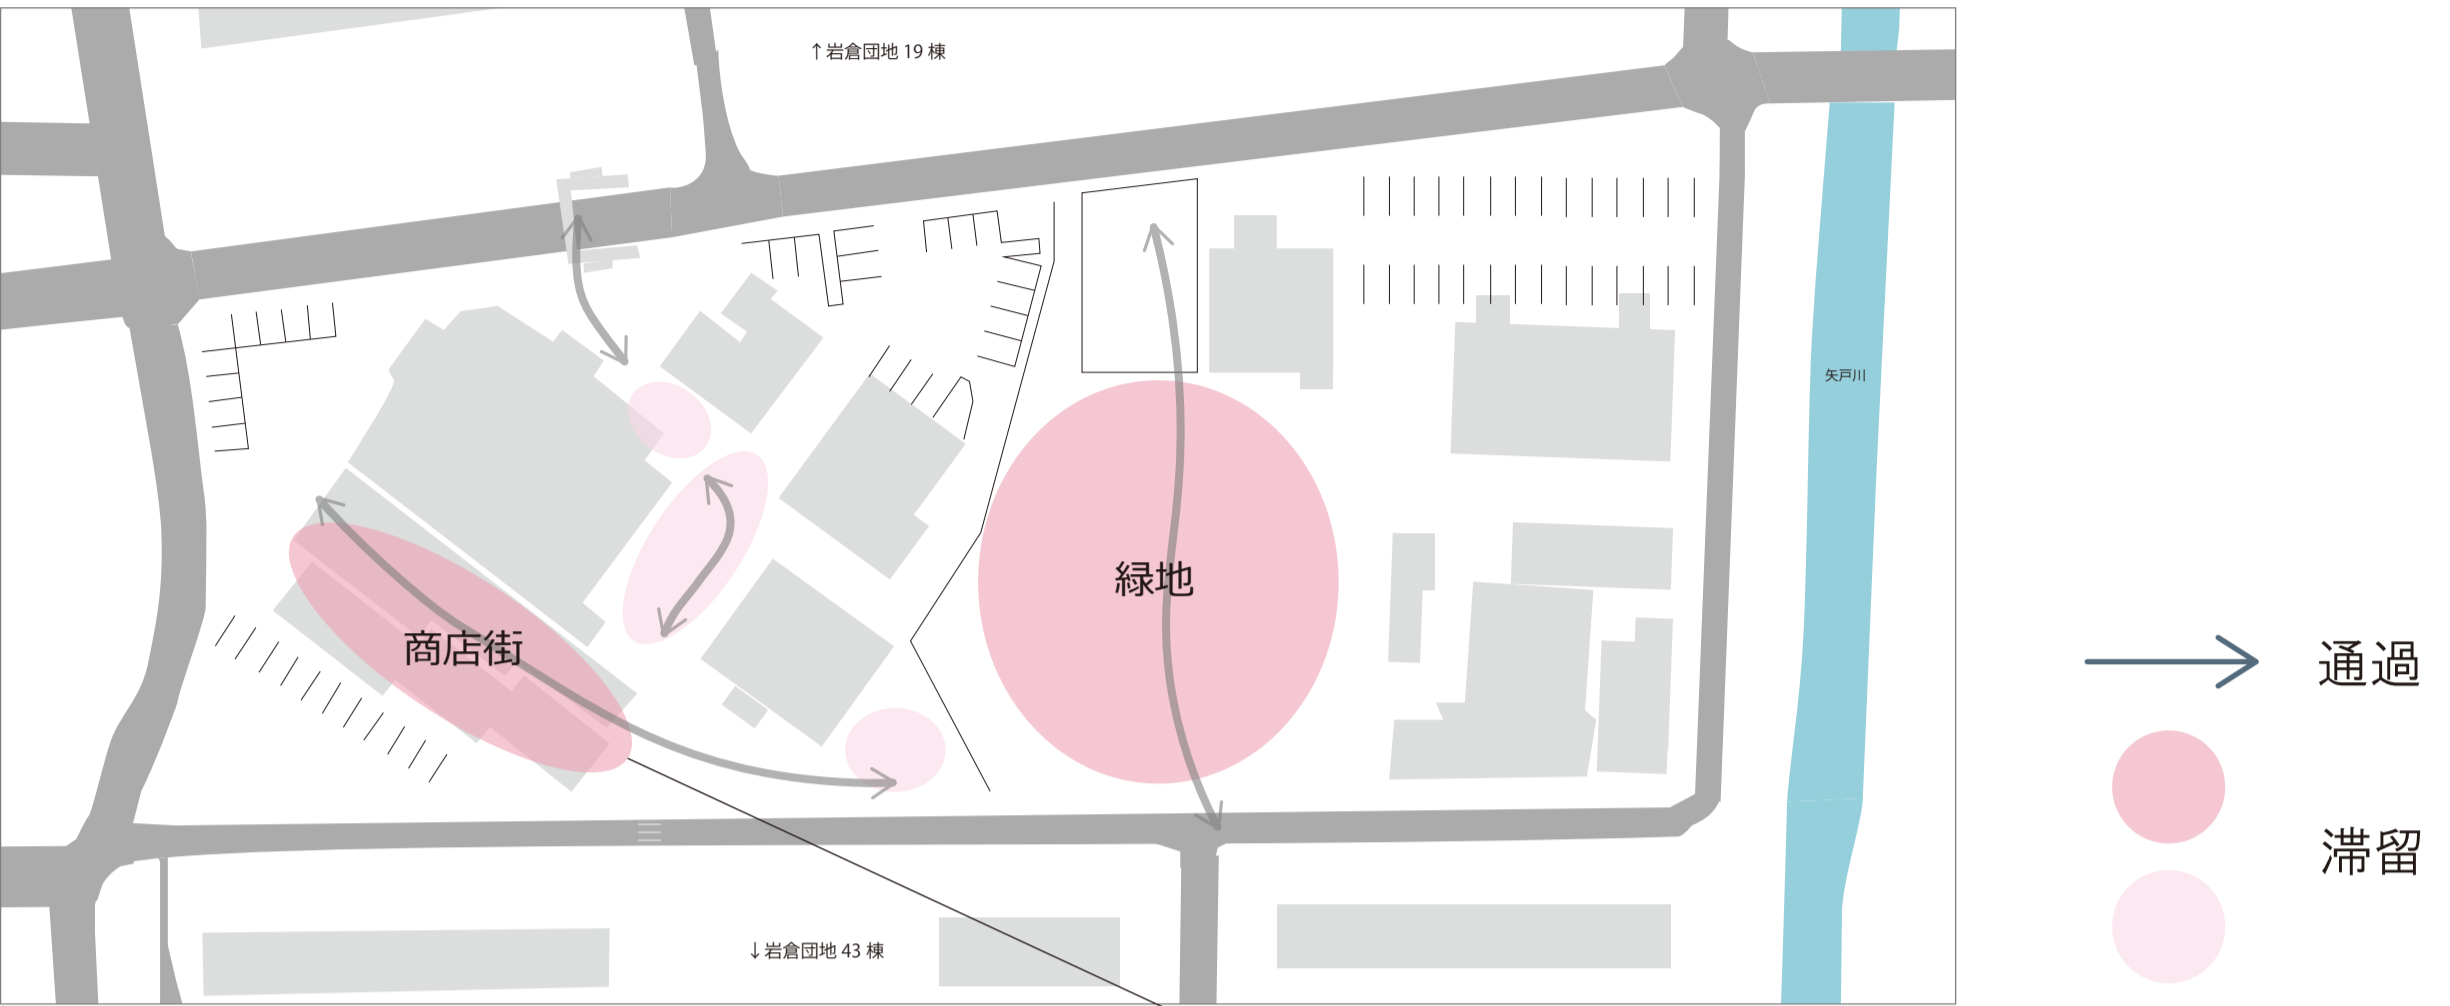 ↑岩倉団地 19 棟
矢戸川
緑地
商店街
通過
滞留
↓岩倉団地 43 棟